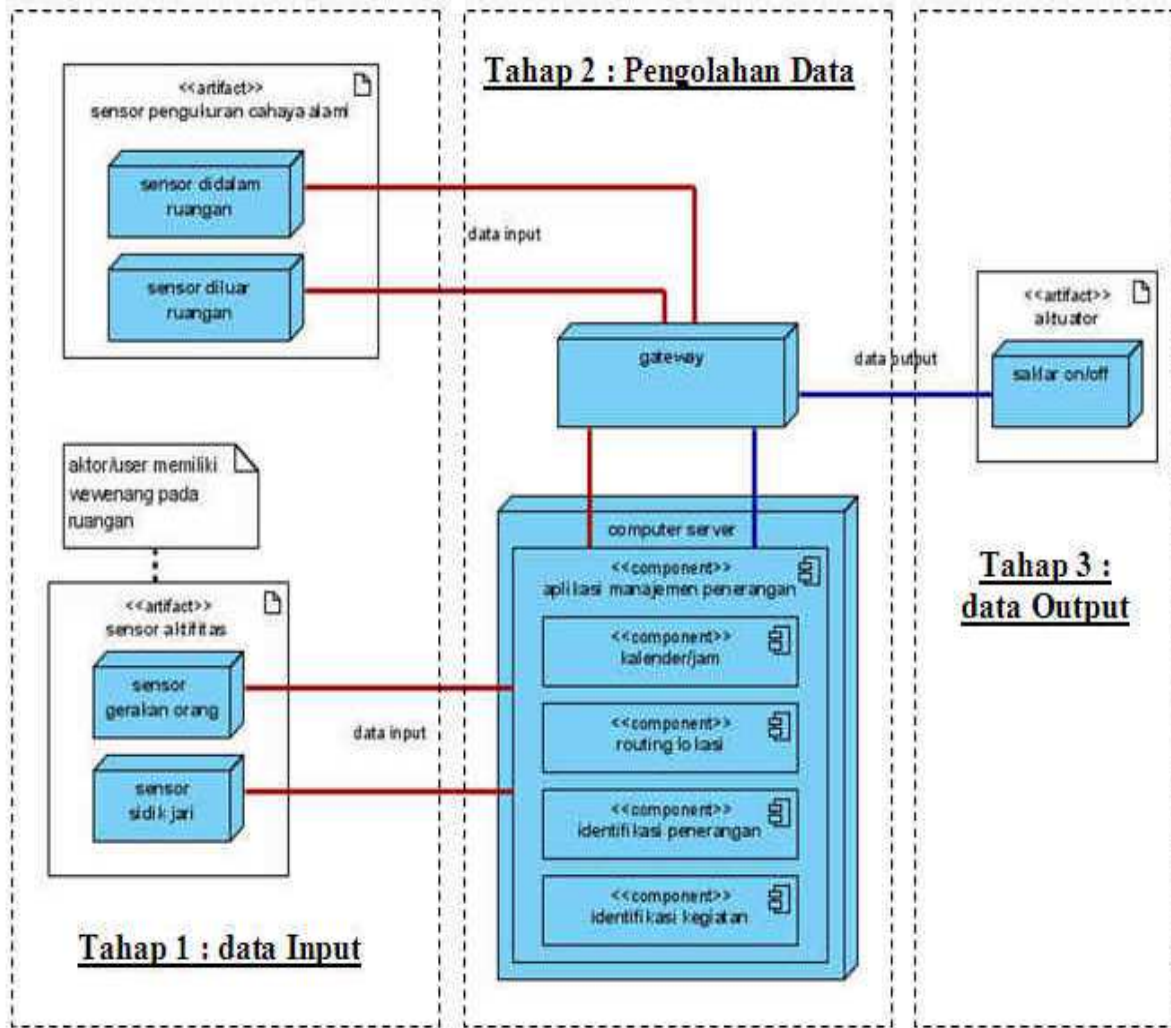 <<artifact>>
sensor pengukuran cahaya alami
sensor didalam
ruangan
sensor diluar
ruangan
data input
aktor/user memiliki
wewenang pada
ruangan
<<artifact>>
sensor aktifitas
sensor
gerakan orang
sensor
sidik jari
data input
Tahap 1 : data Input
Tahap 2 : Pengolahan Data
gateway
computer server
<<component>>
aplikasi manajemen penerangan
<<component>>
kalender/jam
<<component>>
routing lokasi
<<component>>
identifikasi penerangan
<<component>>
identifikasi kegiatan
data output
<<artifact>>
aktuator
saklar on/off
Tahap 3 :
data Output